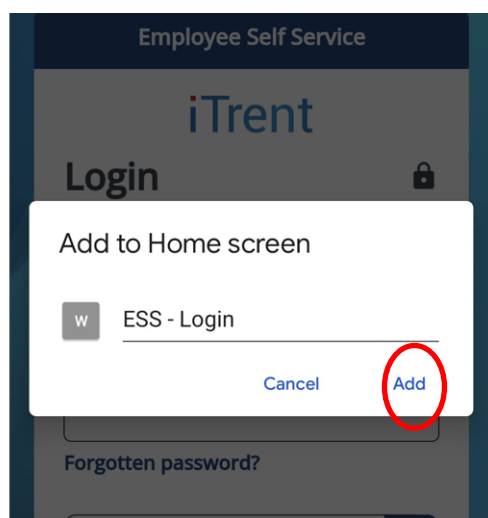 Employee Self Service
iTrent
Login
Add to Home screen
W
ESS - Login
Cancel
Add
Forgotten password?